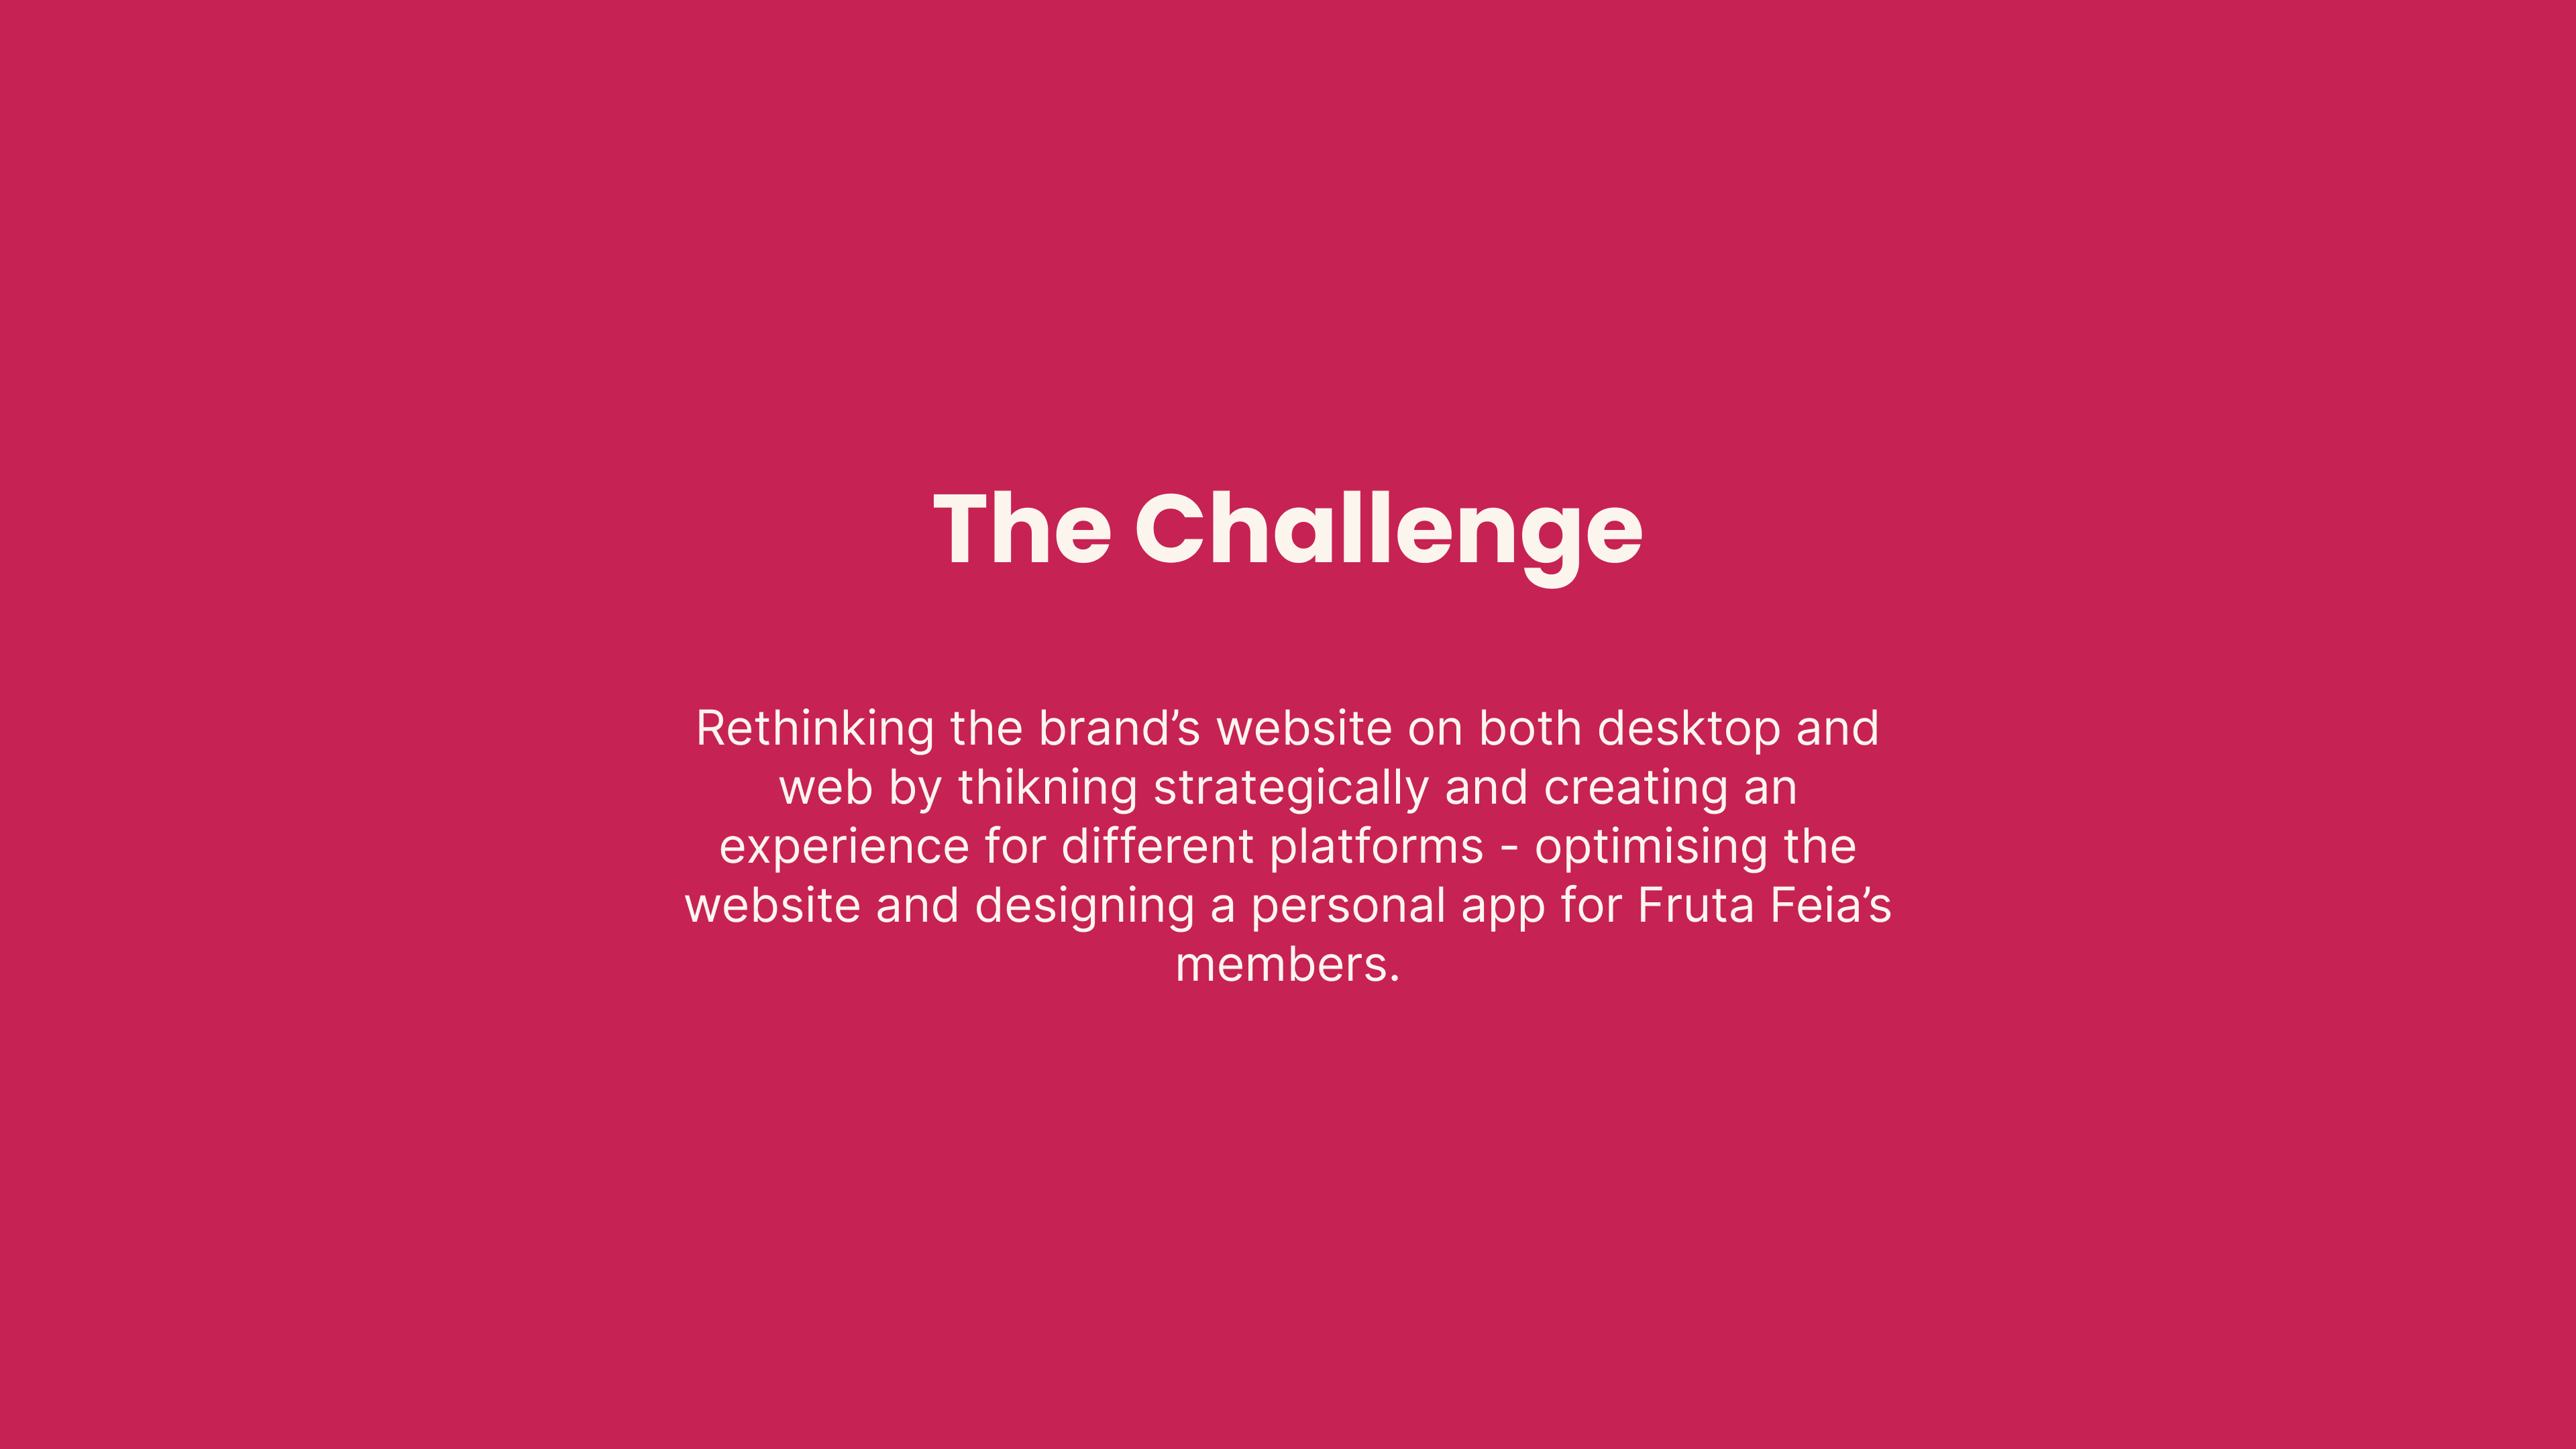 The Challenge
Rethinking the brand’s website on both desktop and
web by thikning strategically and creating an
experience for different platforms - optimising the
website and designing a personal app for Fruta Feia’s
members.